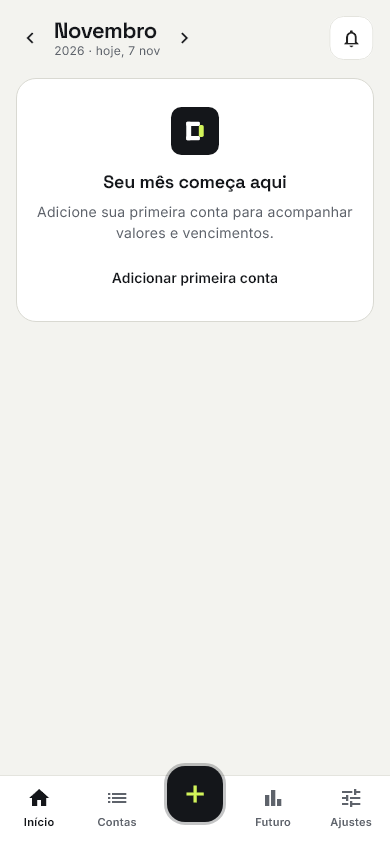 Novembro
2026 · hoje, 7 nov
Seu mês começa aqui
Adicione sua primeira conta para acompanhar
valores e vencimentos.
Adicionar primeira conta
Início
Contas
Futuro
Ajustes